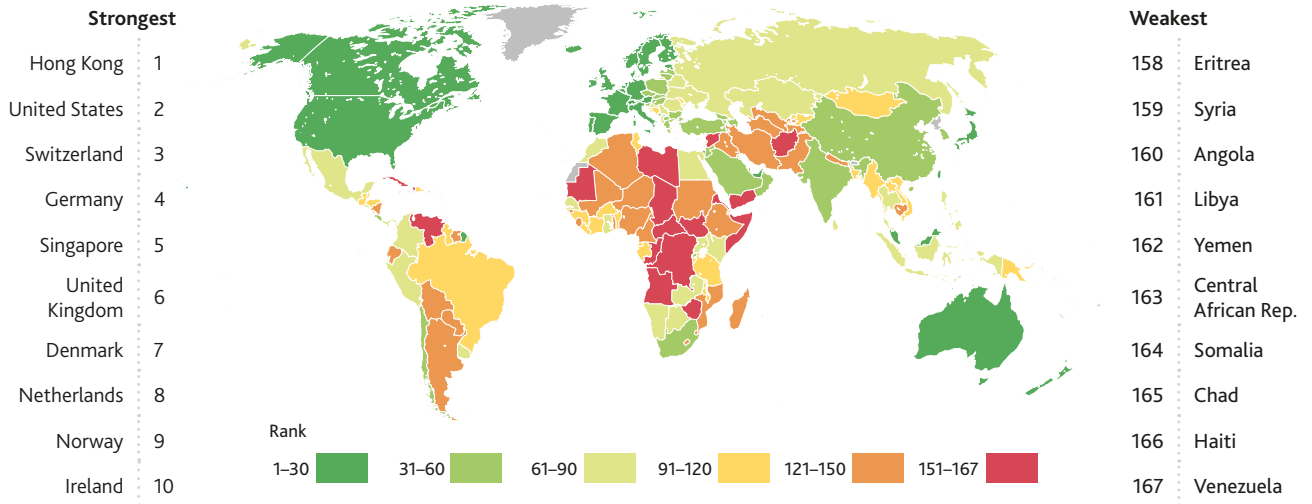 Strongest
Hong Kong 1
United States 2
Switzerland 3
Germany 4
Singapore 5
United
Kingdom 6
Denmark 7
Netherlands 8
Norway 9
Ireland 10
Rank
1–30
31–60
61–90
91–120
121–150
151–167
Weakest
158 Eritrea
159 Syria
160 Angola
161 Libya
162 Yemen
163 Central
African Rep.
164 Somalia
165 Chad
166 Haiti
167 Venezuela